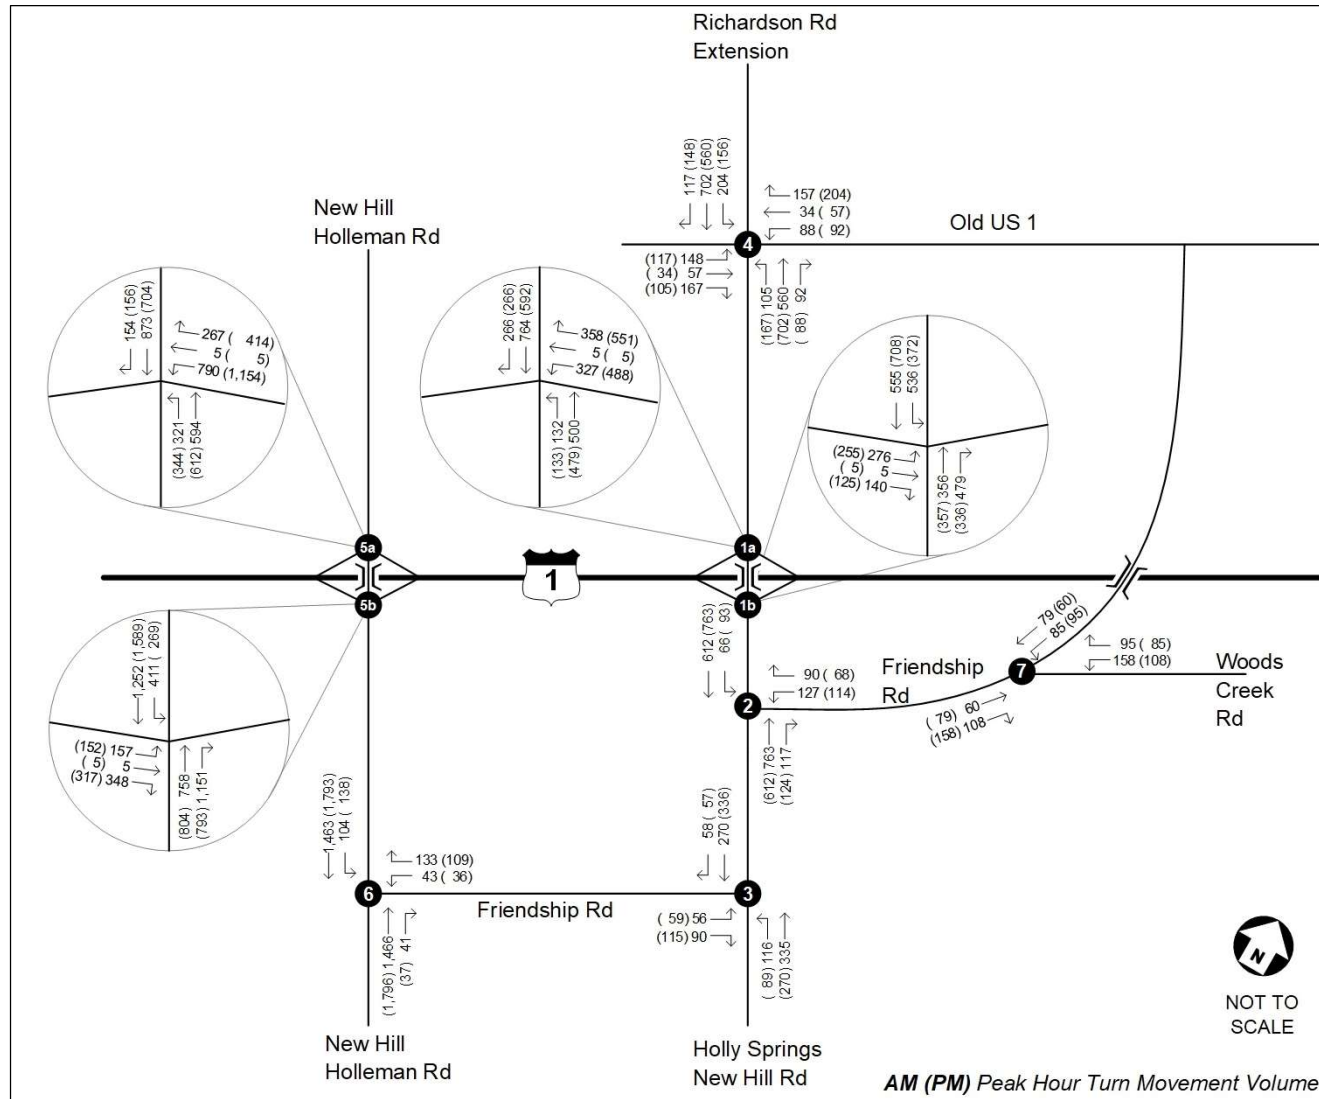 Richardson Rd
Extension
117 (148)
702 (560)
204 (156)
157 (204)
34 ( 57)
88 ( 92)
4
Old US 1
(117) 148
( 34) 57
(105) 167
(167) 105
(702) 560
( 88) 92
New Hill
Holleman Rd
154 (156)
873 (704)
267 ( 414)
5 ( 5)
790 (1,154)
(344) 321
(612) 594
266 (266)
764 (592)
358 (551)
5 ( 5)
327 (488)
(133) 132
(479) 500
555 (708)
536 (372)
(255) 276
( 5) 5
(125) 140
(357) 356
(336) 479
5a
1a
1
5b
1b
1,252 (1,589)
411 ( 269)
(152) 157
( 5) 5
(317) 348
(804) 758
(793) 1,151
612 (763)
66 ( 93)
90 ( 68)
127 (114)
2
(612) 763
(124) 117
Friendship
Rd
79 (60)
85 (95)
95 ( 85)
158 (108)
7
Woods
Creek
Rd
( 79) 60
(158) 108
1,463 (1,793)
104 ( 138)
133 (109)
43 ( 36)
6
Friendship Rd
(1,796) 1,466
(37) 41
58 ( 57)
270 (336)
3
( 59) 56
(115) 90
( 89) 116
(270) 335
N
NOT TO
SCALE
New Hill
Holleman Rd
Holly Springs
New Hill Rd
AM (PM) Peak Hour Turn Movement Volume